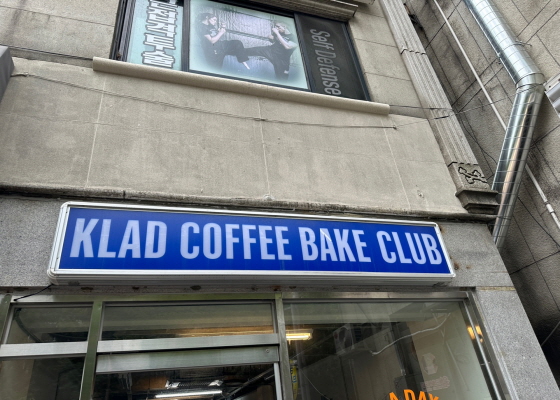 Self Defense
KLAD COFFEE BAKE CLUB